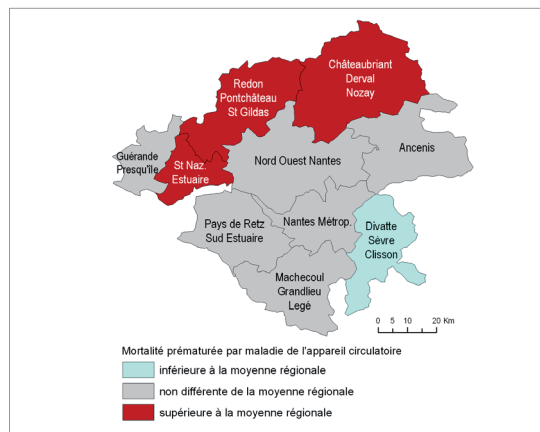 Châteaubriant
Derval
Nozay
Redon
Pontchâteau
St Gildas
Ancenis
Guérande
Presqu'île
St Naz.
Estuaire
Nord Ouest Nantes
Pays de Retz
Sud Estuaire
Nantes Métrop.
Divatte
Sèvre
Clisson
Machecoul
Grandlieu
Legé
0 5 10 20 Km
Mortalité prématurée par maladie de l'appareil circulatoire
inférieure à la moyenne régionale
non différente de la moyenne régionale
supérieure à la moyenne régionale